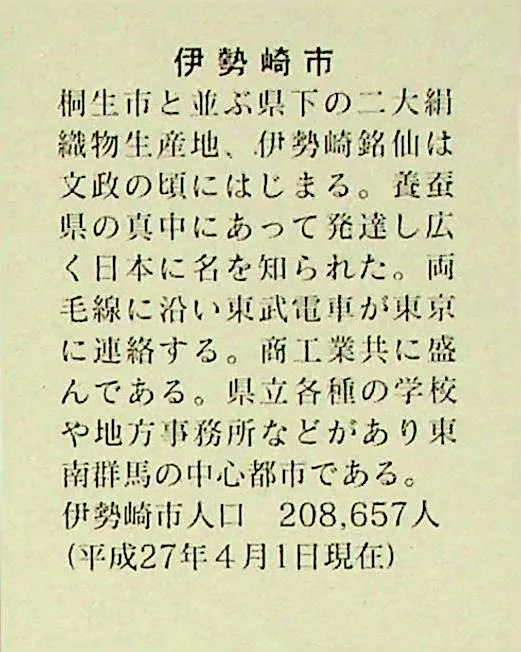 伊勢崎市
桐生市と並ぶ県下の二大絹
織物生産地、伊勢崎銘仙は
文政の頃にはじまる。養蚕
県の真中にあって発達し広
く日本に名を知られた。両
毛線に沿い東武電車が東京
に連絡する。商工業共に盛
んである。県立各種の学校
や地方事務所などがあり東
南群馬の中心都市である。
伊勢崎市人口　208,657人
(平成27年４月1日現在)